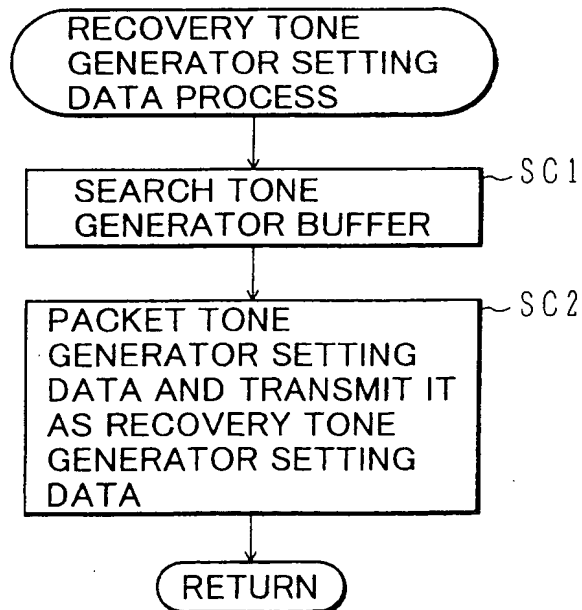 RECOVERY TONE
GENERATOR SETTING
DATA PROCESS
SC1
SEARCH TONE
GENERATOR BUFFER
SC2
PACKET TONE
GENERATOR SETTING
DATA AND TRANSMIT IT
AS RECOVERY TONE
GENERATOR SETTING
DATA
RETURN